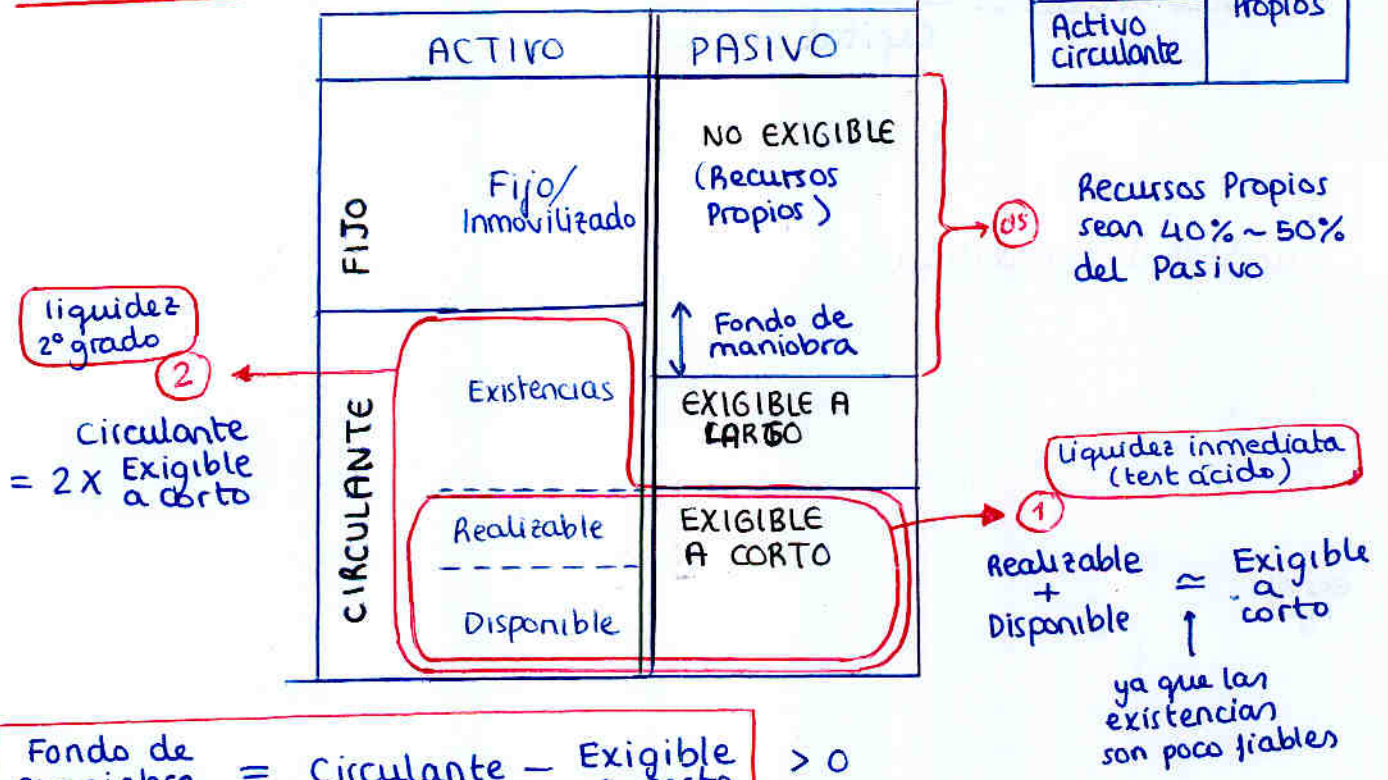 ACTIVO
PASIVO
Activo
circulante
Propios
FIJO
Fijo/
Inmovilizado
NO EXIGIBLE
(Recursos
Propios)
Fondo de
maniobra
Recursos Propios
sean 40% ~ 50%
del Pasivo
liquidez
2º grado
2
Circulante
= 2 x Exigible
a corto
CIRCULANTE
Existencias
Realizable
Disponible
EXIGIBLE A
LARGO
EXIGIBLE
A CORTO
Liquidez inmediata
(test ácido)
1
Realizable
+
Disponible
≃
Exigible
a
corto
ya que las
existencias
son poco fiables
Fondo de
maniobra = Circulante - Exigible
a corto > 0